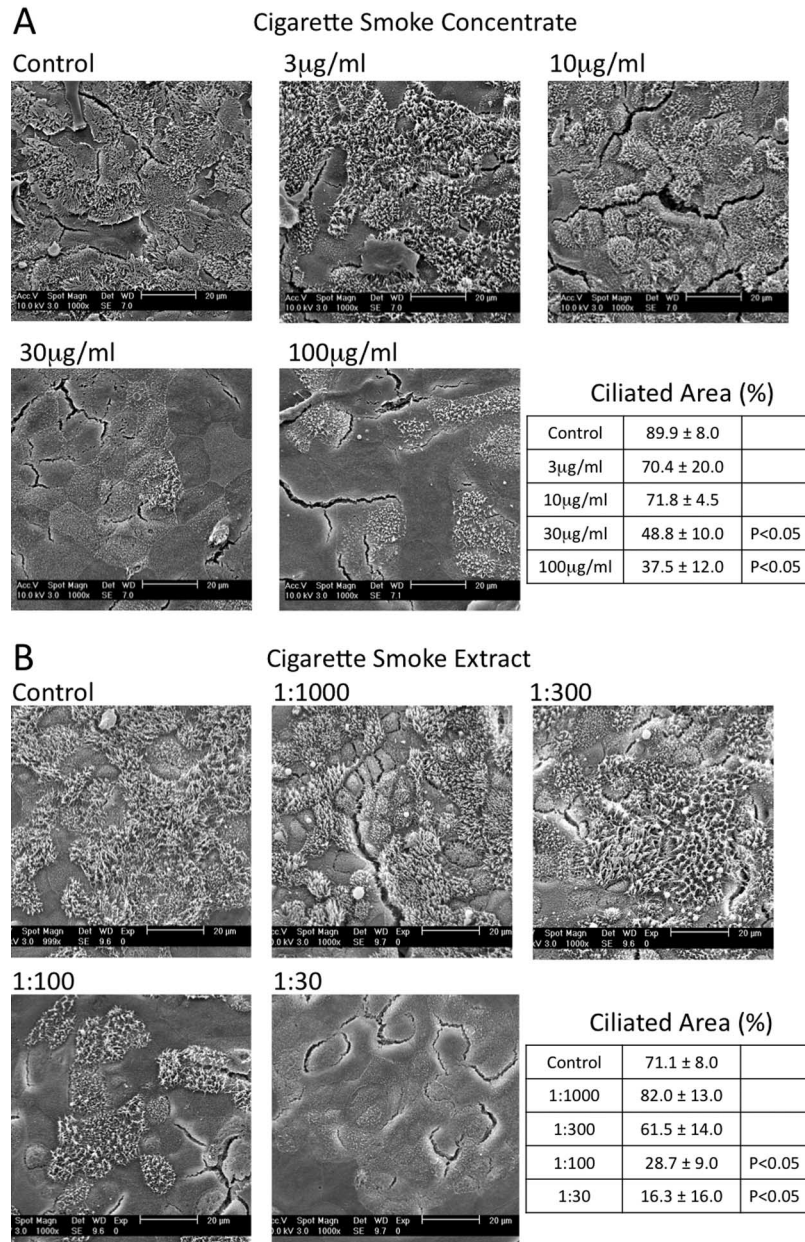 A
Cigarette Smoke Concentrate
Control
3μg/ml
10μg/ml
Acc.V Spot Magn Det WD 20 μm
10.0 kV 3.0 1000x SE 7.0
Acc.V Spot Magn Det WD 20 μm
10.0 kV 3.0 1000x SE 7.0
Acc.V Spot Magn Det WD 20 μm
10.0 kV 3.0 1000x SE 7.0
30μg/ml
100μg/ml
Acc.V Spot Magn Det WD 20 μm
10.0 kV 3.0 1000x SE 7.0
Acc.V Spot Magn Det WD 20 μm
10.0 kV 3.0 1000x SE 7.1
Ciliated Area (%)
Control 89.9 ± 8.0
3μg/ml 70.4 ± 20.0
10μg/ml 71.8 ± 4.5
30μg/ml 48.8 ± 10.0 P<0.05
100μg/ml 37.5 ± 12.0 P<0.05
B
Cigarette Smoke Extract
Control
1:1000
1:300
Spot Magn Det WD Exp 20 μm
kV 3.0 999x SE 9.6 0
Spot Magn Det WD Exp 20 μm
kV 3.0 1000x SE 9.7 0
Spot Magn Det WD Exp 20 μm
kV 3.0 1000x SE 9.6 0
1:100
1:30
Spot Magn Det WD Exp 20 μm
kV 3.0 1000x SE 9.6 0
Spot Magn Det WD Exp 20 μm
kV 3.0 1000x SE 9.7 0
Ciliated Area (%)
Control 71.1 ± 8.0
1:1000 82.0 ± 13.0
1:300 61.5 ± 14.0
1:100 28.7 ± 9.0 P<0.05
1:30 16.3 ± 16.0 P<0.05